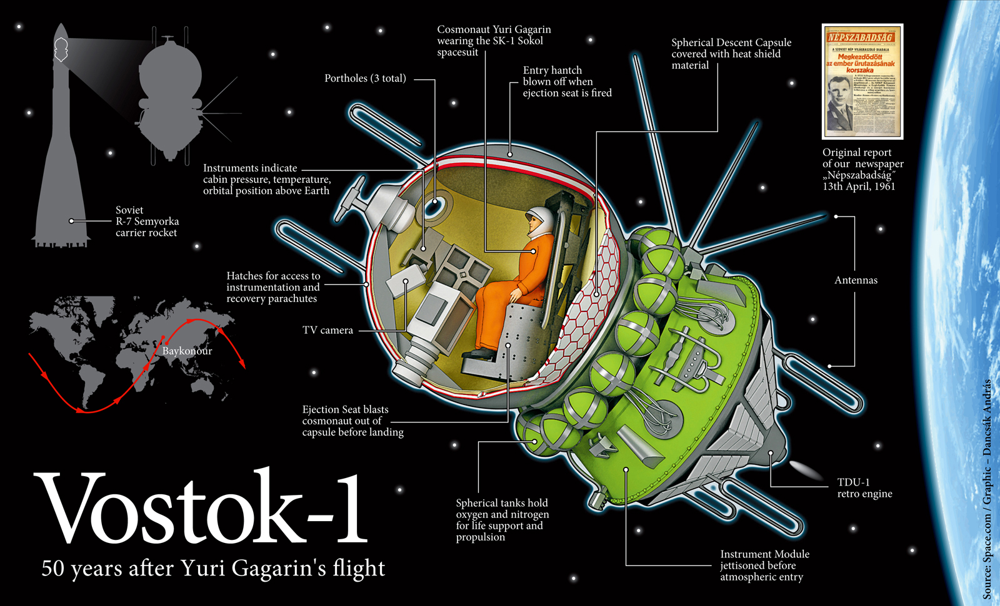 Cosmonaut Yuri Gagarin
wearing the SK-1 Sokol
spacesuit
Spherical Descent Capsule
covered with heat shield
material
Portholes (3 total)
Entry hantch
blown off when
ejection seat is fired
NÉPSZABADSÁG
A SZOVJET NÉP VILÁGRASZÓLÓ DIADALA
Megkezdődött
az ember űrutazásának
korszaka
Original report
of our newspaper
„Népszabadság˝
13th April, 1961
Instruments indicate
cabin pressure, temperature,
orbital position above Earth
Soviet
R-7 Semyorka
carrier rocket
Hatches for access to
instrumentation and
recovery parachutes
Antennas
TV camera
Baykonour
Ejection Seat blasts
cosmonaut out of
capsule before landing
TDU-1
retro engine
Spherical tanks hold
oxygen and nitrogen
for life support and
propulsion
Instrument Module
jettisoned before
atmospheric entry
Vostok-1
50 years after Yuri Gagarin's flight
Source: Space.com / Graphic – Dancsák András